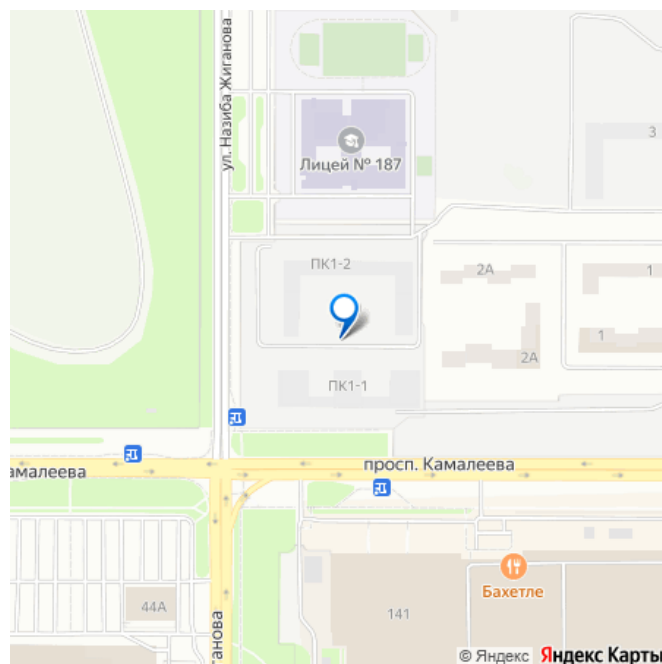 ул. Назиба Жиганова
Лицей № 187
3
ПК1-2
2А
1
1
2А
ПК1-1
амалеева
просп. Камалеева
Бахетле
44А
141
ганова
© Яндекс Яндекс Карты